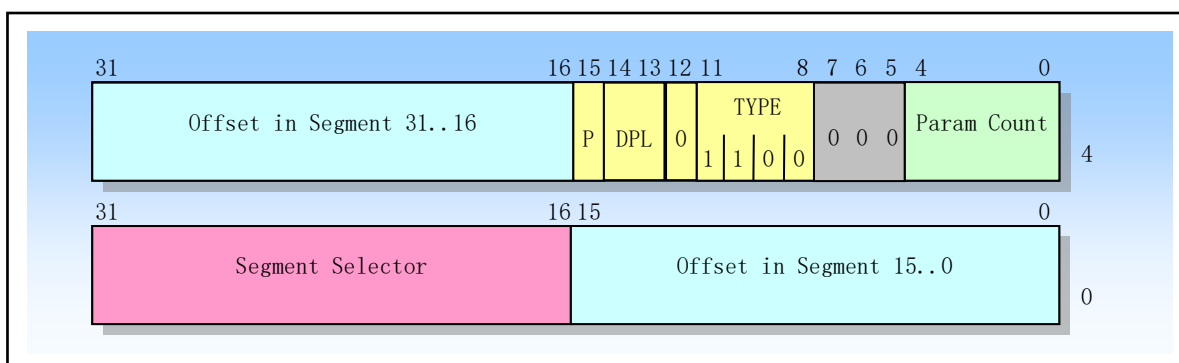 31 16 15 14 13 12 11 8 7 6 5 4 0
Offset in Segment 31..16 P DPL 0 TYPE 1 1 0 0 0 0 0 Param Count 4
31 16 15 0
Segment Selector Offset in Segment 15..0 0